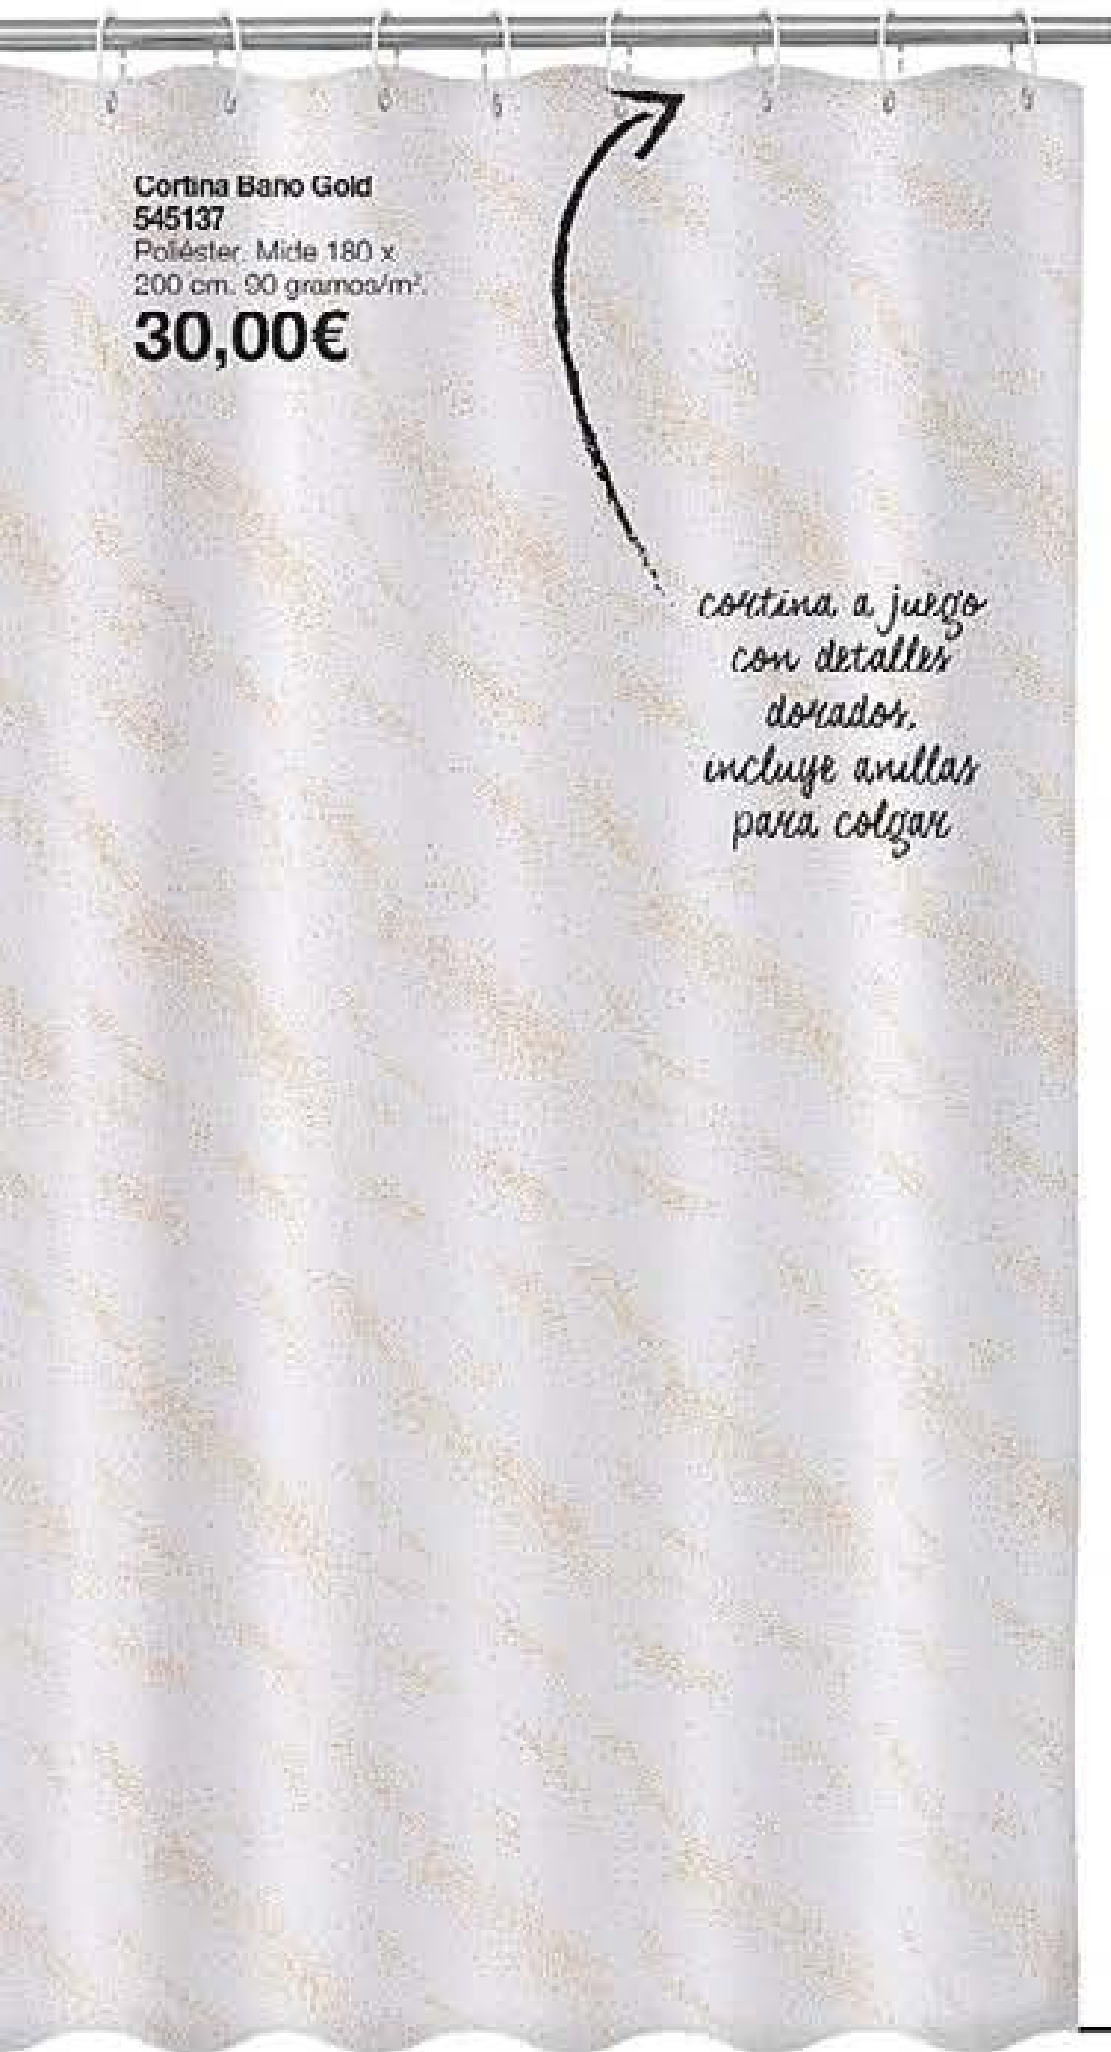 Cortina Bano Gold
545137
Poliéster. Mide 180 x
200 cm. 90 gramos/m².
30,00€
cortina a juego
con detalles
dorados,
incluye anillas
para colgar